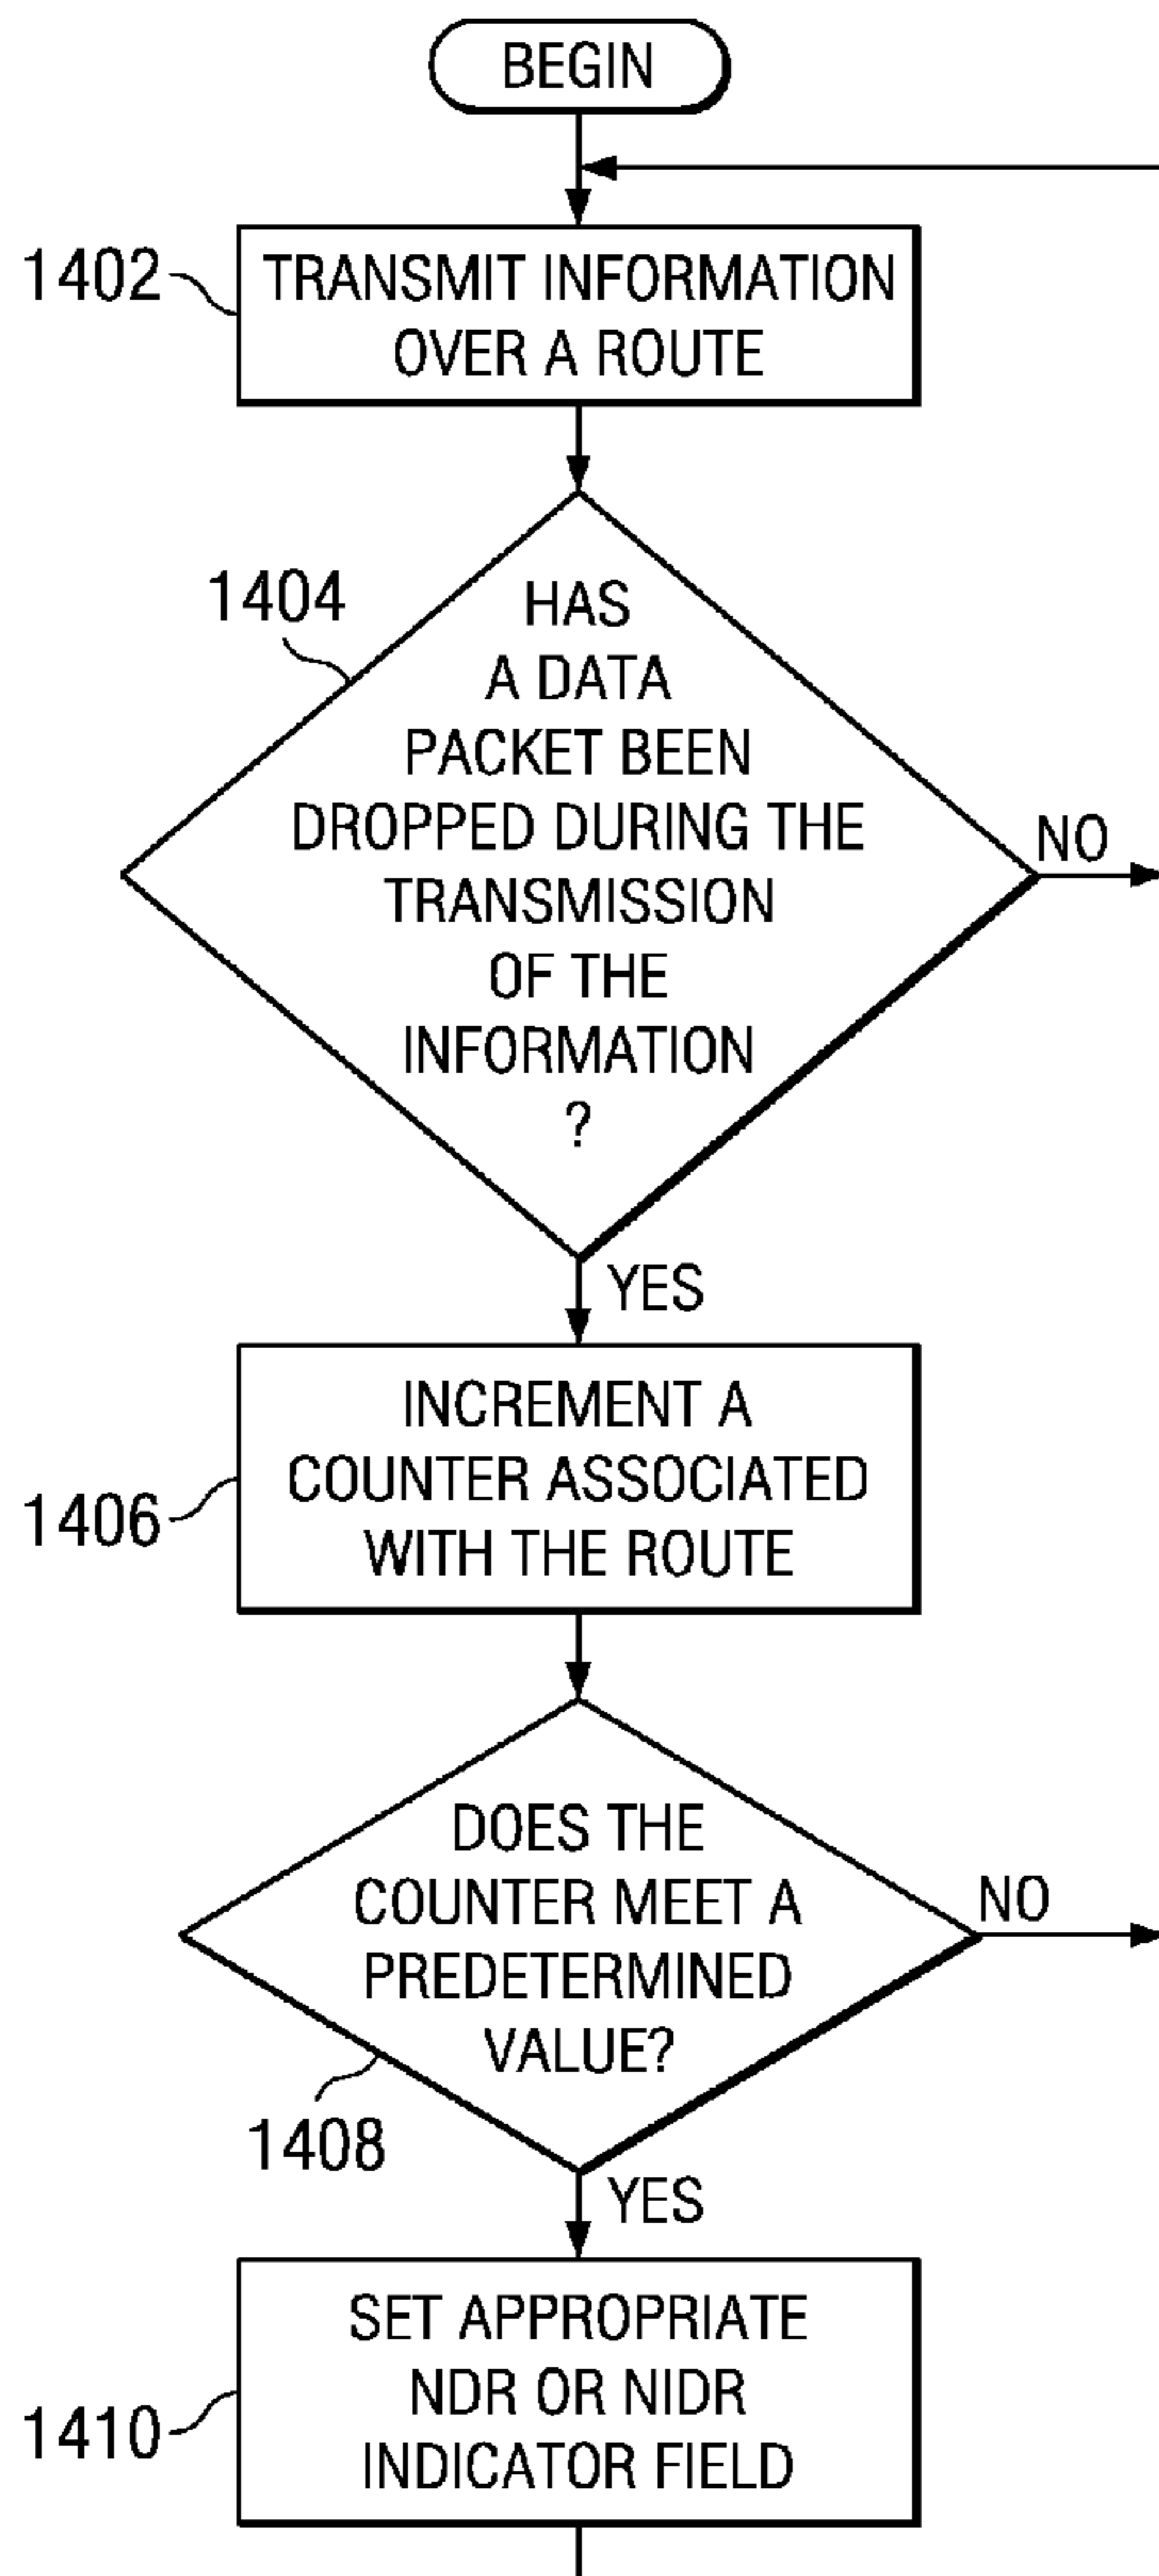 BEGIN
1402
TRANSMIT INFORMATION
OVER A ROUTE
1404
HAS
A DATA
PACKET BEEN
DROPPED DURING THE
TRANSMISSION
OF THE
INFORMATION
?
NO
YES
1406
INCREMENT A
COUNTER ASSOCIATED
WITH THE ROUTE
DOES THE
COUNTER MEET A
PREDETERMINED
VALUE?
NO
1408
YES
1410
SET APPROPRIATE
NDR OR NIDR
INDICATOR FIELD